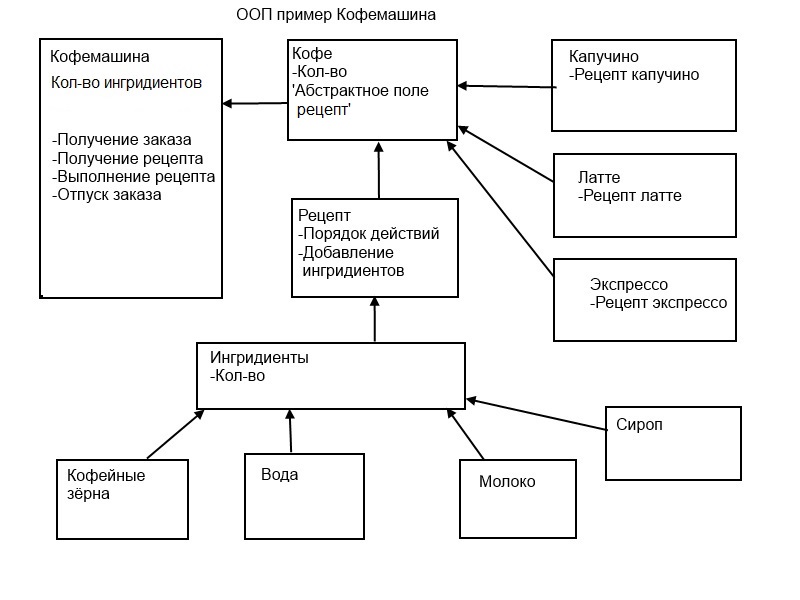 ООП пример Кофемашина
Кофемашина
Кол-во ингридиентов
-Получение заказа
-Получение рецепта
-Выполнение рецепта
-Отпуск заказа
Кофе
-Кол-во
'Абстрактное поле
рецепт'
Капучино
-Рецепт капучино
Латте
-Рецепт латте
Экспрессо
-Рецепт экспрессо
Рецепт
-Порядок действий
-Добавление
ингридиентов
Ингридиенты
-Кол-во
Кофейные
зёрна
Вода
Молоко
Сироп